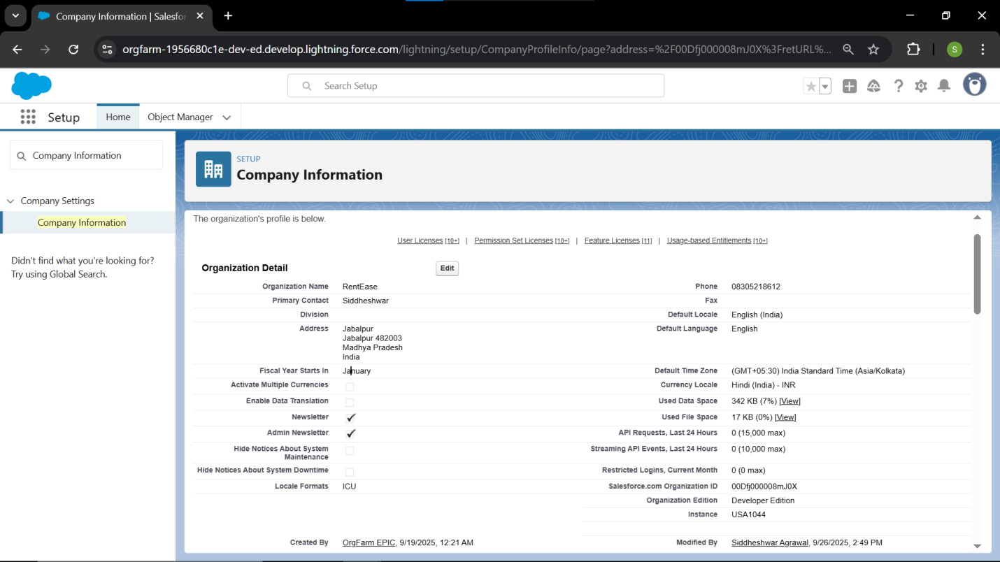 Company Information | Salesfor
orgfarm-1956680c1e-dev-ed.develop.lightning.force.com/lightning/setup/CompanyProfileInfo/page?address=%2F00Dfj000008mJ0X%3FretURL%...
S
Search Setup
Setup
Home
Object Manager
Company Information
Company Settings
Company Information
Didn't find what you're looking for?
Try using Global Search.
SETUP
Company Information
The organization's profile is below.
User Licenses [10+] | Permission Set Licenses [10+] | Feature Licenses [11] | Usage-based Entitlements [10+]
Organization Detail Edit
Organization Name RentEase Phone 08305218612
Primary Contact Siddheshwar Fax
Division Default Locale English (India)
Address Jabalpur Default Language English
Jabalpur 482003
Madhya Pradesh
India
Fiscal Year Starts In January Default Time Zone (GMT+05:30) India Standard Time (Asia/Kolkata)
Activate Multiple Currencies Currency Locale Hindi (India) - INR
Enable Data Translation Used Data Space 342 KB (7%) [View]
Newsletter Used File Space 17 KB (0%) [View]
Admin Newsletter API Requests, Last 24 Hours 0 (15,000 max)
Hide Notices About System Streaming API Events, Last 24 Hours 0 (10,000 max)
Maintenance
Hide Notices About System Downtime Restricted Logins, Current Month 0 (0 max)
Locale Formats ICU Salesforce.com Organization ID 00Dfj000008mJ0X
Organization Edition Developer Edition
Instance USA1044
Created By OrgFarm EPIC, 9/19/2025, 12:21 AM Modified By Siddheshwar Agrawal, 9/26/2025, 2:49 PM